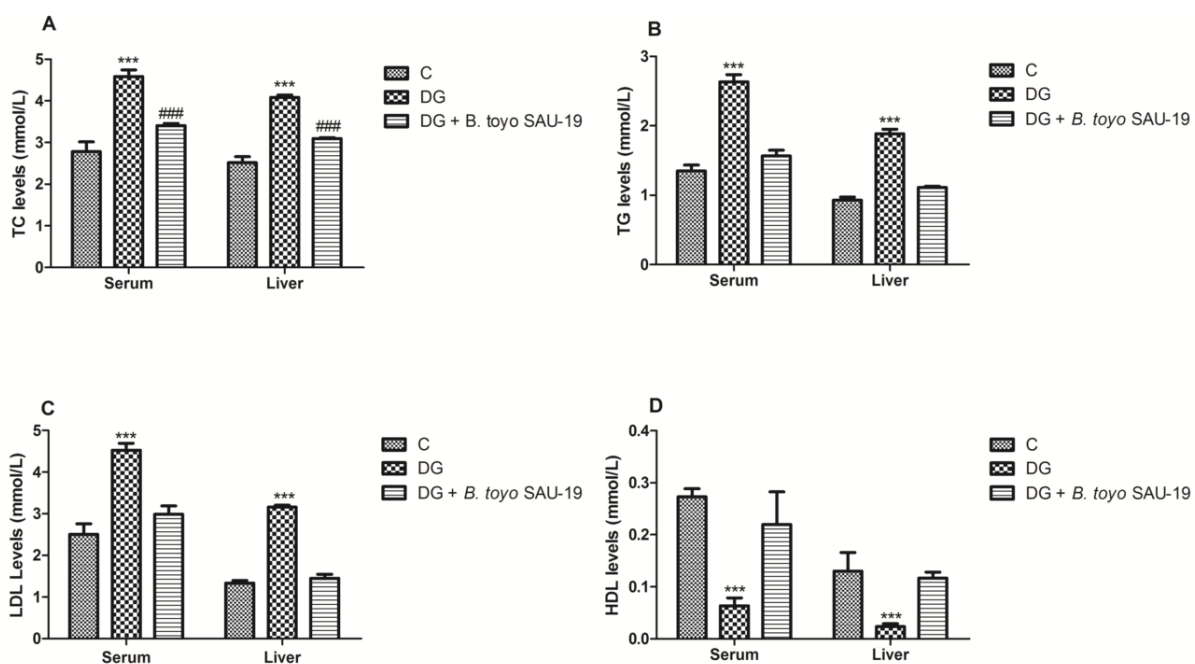 A
TC levels (mmol/L)
5
4
3
2
1
0
***
###
***
###
Serum Liver
C
DG
DG + B. toyo SAU-19
B
TG levels (mmol/L)
3
2
1
0
***
***
Serum Liver
C
DG
DG + B. toyo SAU-19
C
LDL Levels (mmol/L)
5
4
3
2
1
0
***
***
Serum Liver
C
DG
DG + B. toyo SAU-19
D
HDL levels (mmol/L)
0.4
0.3
0.2
0.1
0.0
***
***
Serum Liver
C
DG
DG + B. toyo SAU-19